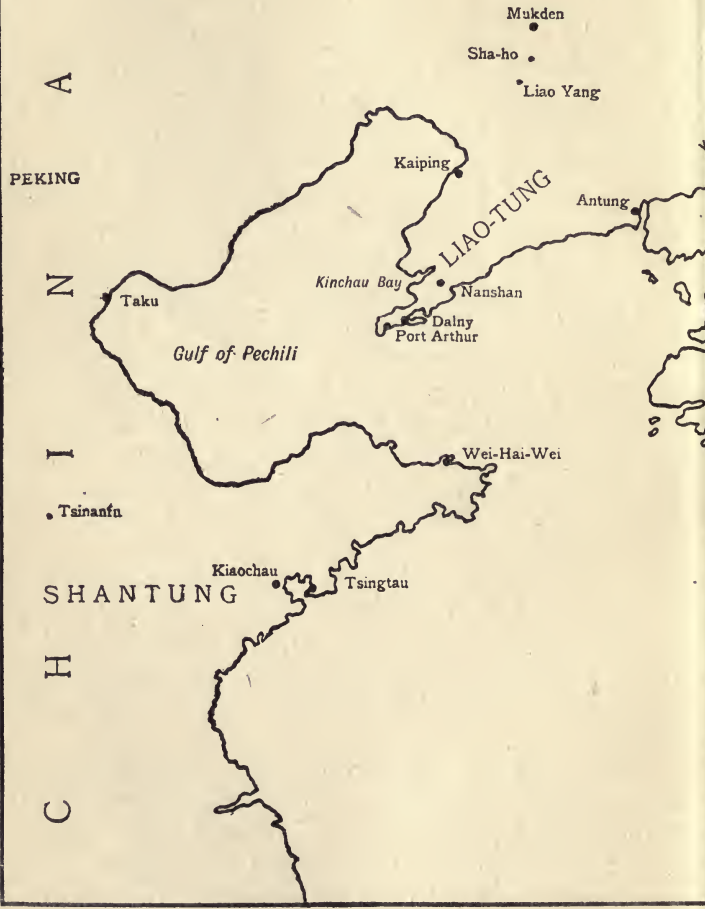 Mukden
Sha-ho
Liao Yang
PEKING
Kaiping
LIAO-TUNG
Antung
Kinchau Bay
Nanshan
Taku
Dalny
Port Arthur
Gulf of Pechili
Wei-Hai-Wei
Tsinanfu
Kiaochau
Tsingtau
SHANTUNG
CHINA